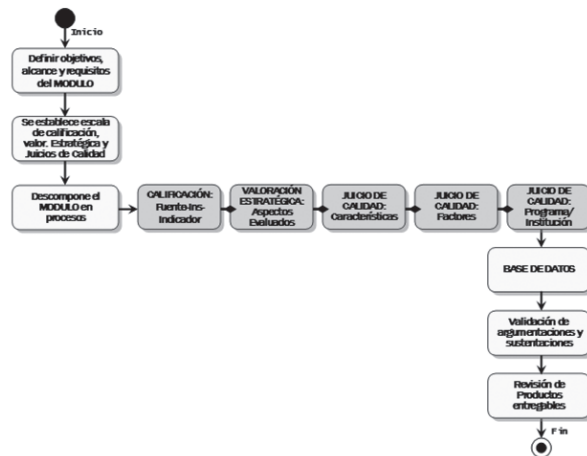 Inicio
Definir objetivos,
alcance y requisitos
del MODULO
Se establece escala
de calificación,
valor. Estratégica y
Juicios de Calidad
Descompone el
MODULO en
procesos
CALIFICACIÓN:
Fuente-Ins-
Indicador
VALORACIÓN
ESTRATÉGICA:
Aspectos
Evaluados
JUICIO DE
CALIDAD:
Características
JUICIO DE
CALIDAD:
Factores
JUICIO DE
CALIDAD:
Programa/
Institución
BASE DE DATOS
Validación de
argumentaciones y
sustentaciones
Revisión de
Productos
entregables
Fin